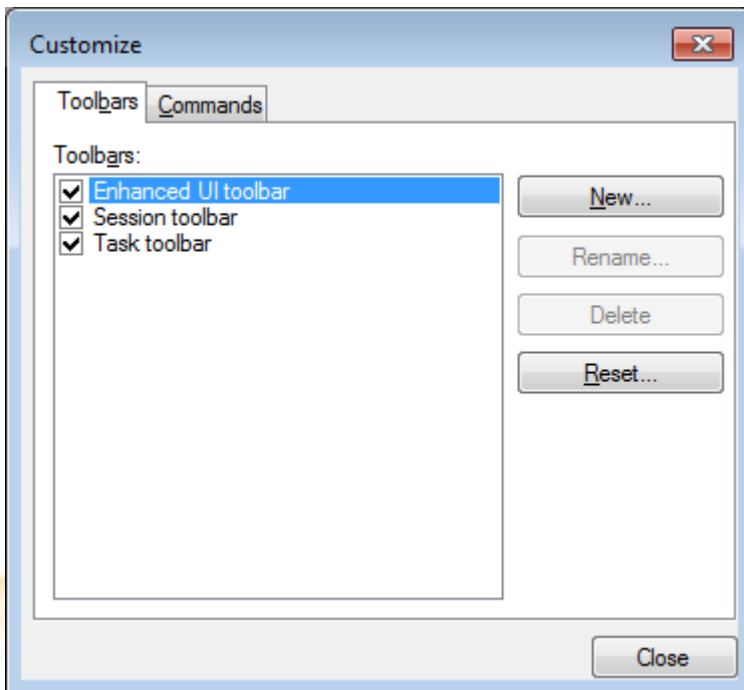 Customize
Toolbars Commands
Toolbars:
Enhanced UI toolbar
Session toolbar
Task toolbar
New...
Rename...
Delete
Reset...
Close